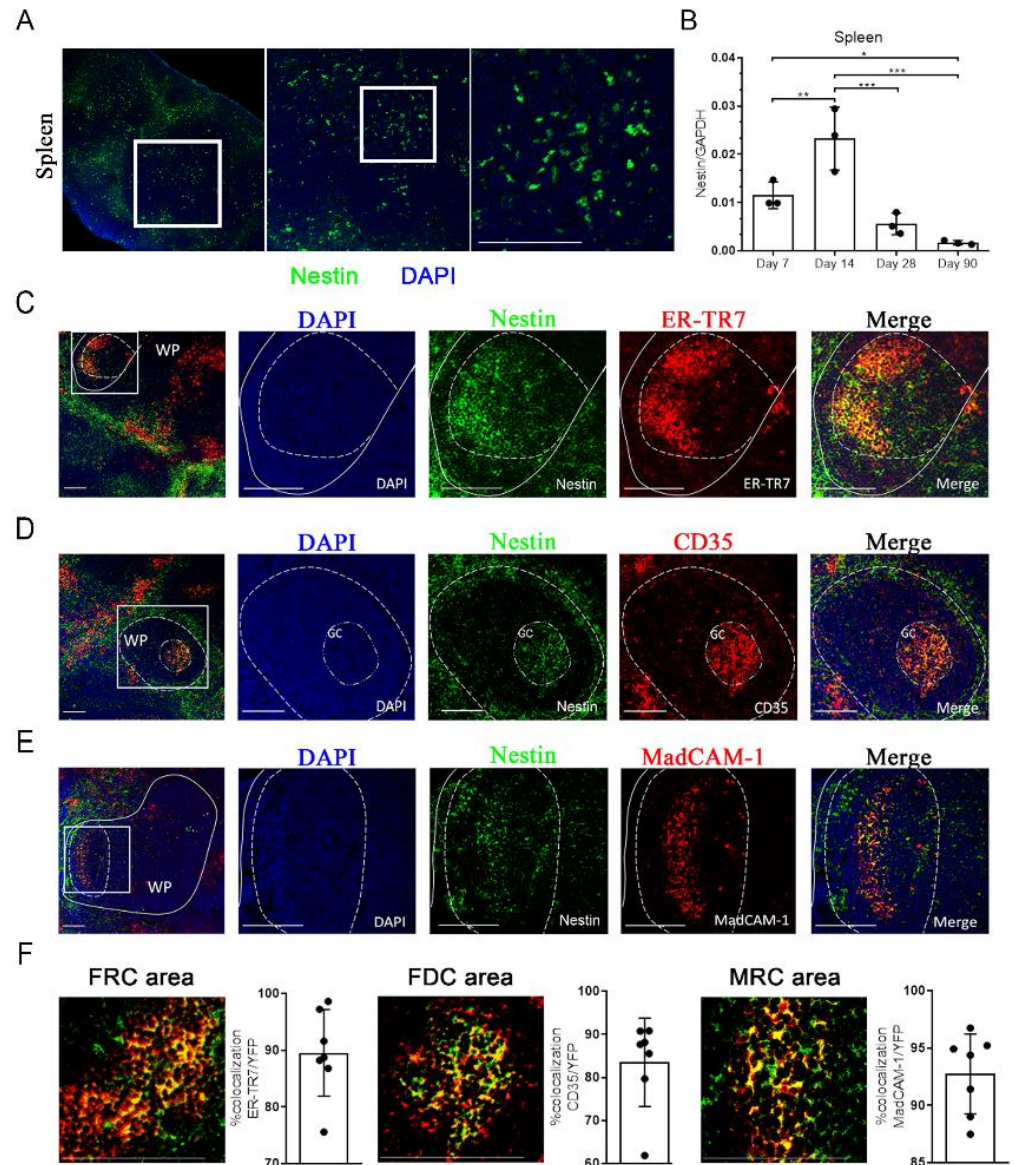 A
Spleen
Nestin DAPI
B
Spleen
Nestin/GAPDH
0.04
0.03
0.02
0.01
0.00
*
***
** ***
Day 7 Day 14 Day 28 Day 90
C
DAPI Nestin ER-TR7 Merge
WP
DAPI Nestin ER-TR7 Merge
D
DAPI Nestin CD35 Merge
WP GC GC GC GC
DAPI Nestin CD35 Merge
E
DAPI Nestin MadCAM-1 Merge
WP
DAPI Nestin MadCAM-1 Merge
F
FRC area
%colocalization
ER-TR7/YFP
100
90
80
70
FDC area
%colocalization
CD35/YFP
100
90
80
70
60
MRC area
%colocalization
MadCAM-1/YFP
100
95
90
85